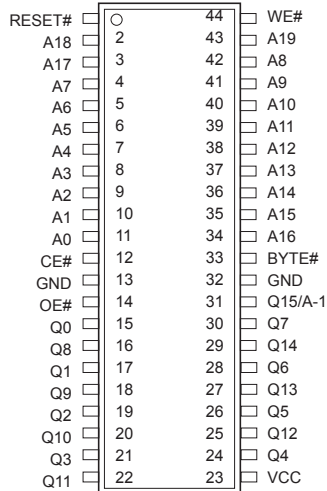 RESET# 44 WE#
A18 2 43 A19
A17 3 42 A8
A7 4 41 A9
A6 5 40 A10
A5 6 39 A11
A4 7 38 A12
A3 8 37 A13
A2 9 36 A14
A1 10 35 A15
A0 11 34 A16
CE# 12 33 BYTE#
GND 13 32 GND
OE# 14 31 Q15/A-1
Q0 15 30 Q7
Q8 16 29 Q14
Q1 17 28 Q6
Q9 18 27 Q13
Q2 19 26 Q5
Q10 20 25 Q12
Q3 21 24 Q4
Q11 22 23 VCC